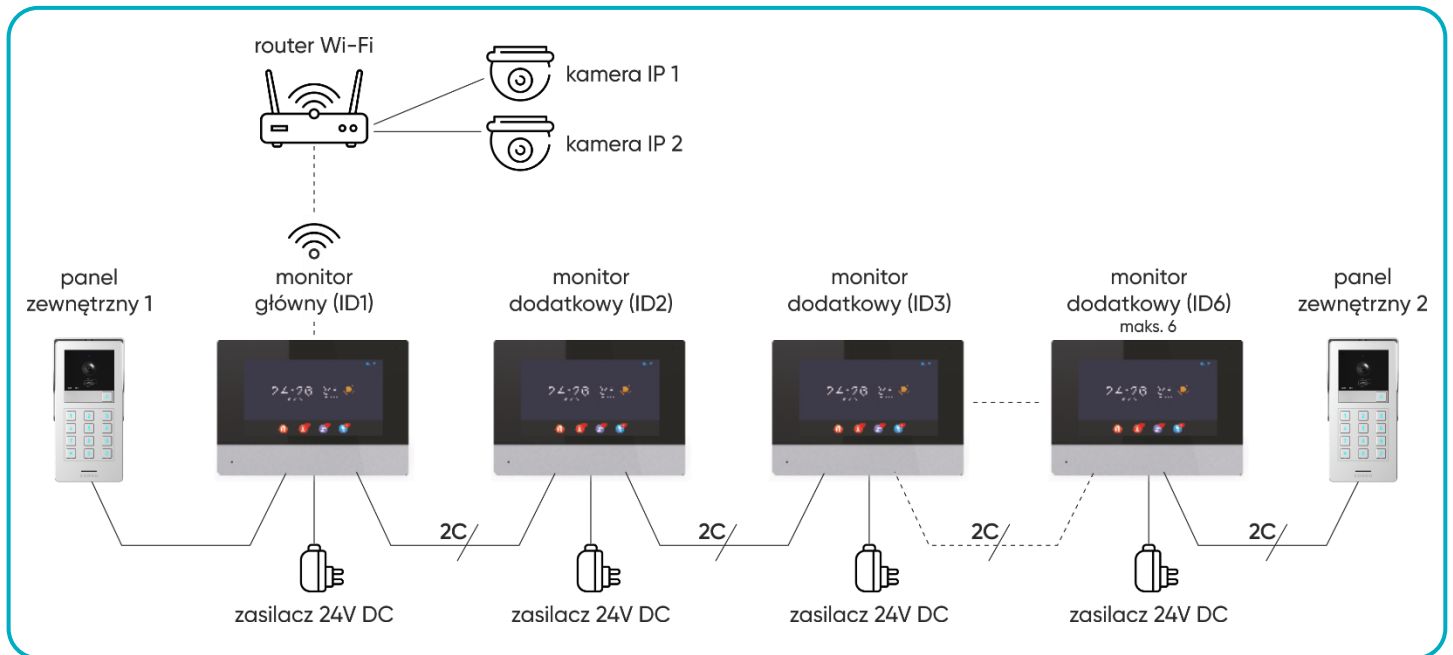 router Wi-Fi
kamera IP 1
kamera IP 2
panel
zewnętrzny 1
monitor
główny (ID1)
monitor
dodatkowy (ID2)
monitor
dodatkowy (ID3)
monitor
dodatkowy (ID6)
maks. 6
panel
zewnętrzny 2
2C
2C
2C
2C
zasilacz 24V DC
zasilacz 24V DC
zasilacz 24V DC
zasilacz 24V DC